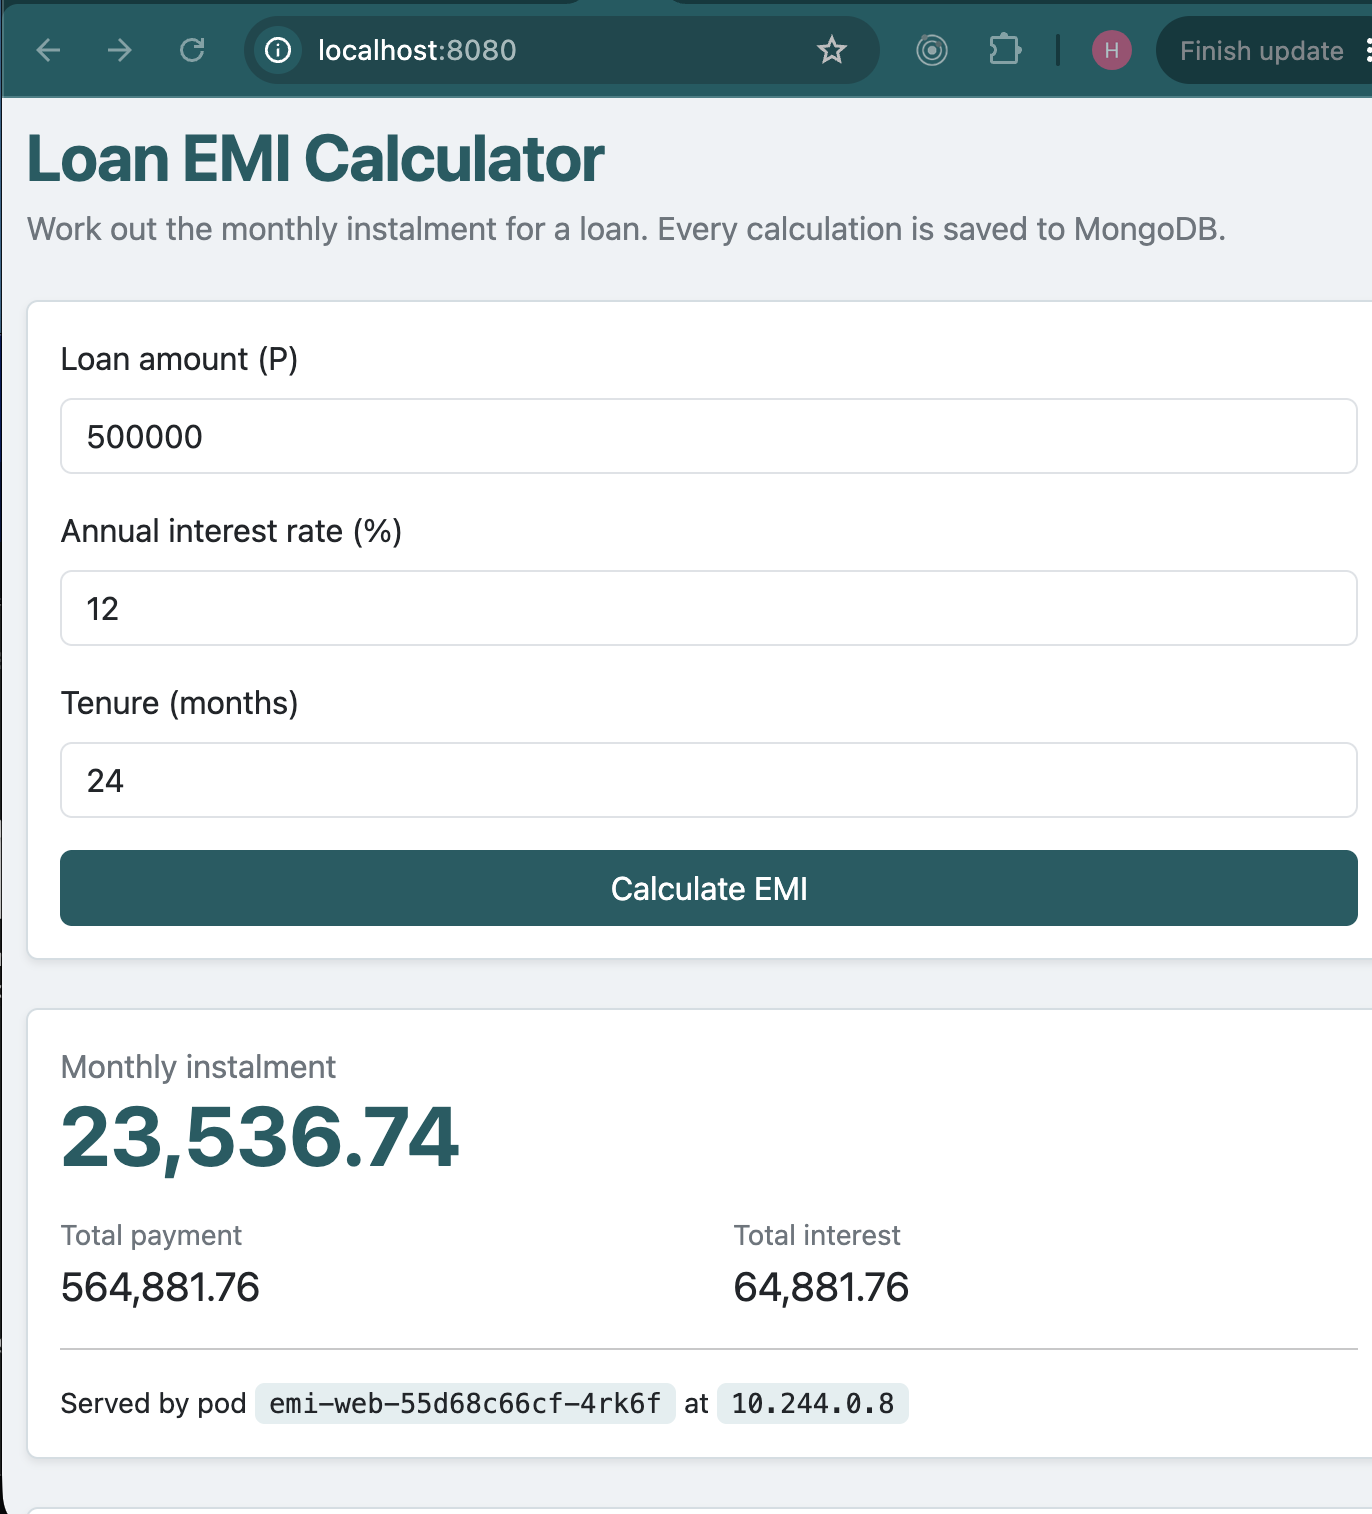 localhost:8080
H
Finish update
Loan EMI Calculator
Work out the monthly instalment for a loan. Every calculation is saved to MongoDB.
Loan amount (P)
500000
Annual interest rate (%)
12
Tenure (months)
24
Calculate EMI
Monthly instalment
23,536.74
Total payment
Total interest
564,881.76
64,881.76
Served by pod emi-web-55d68c66cf-4rk6f at 10.244.0.8